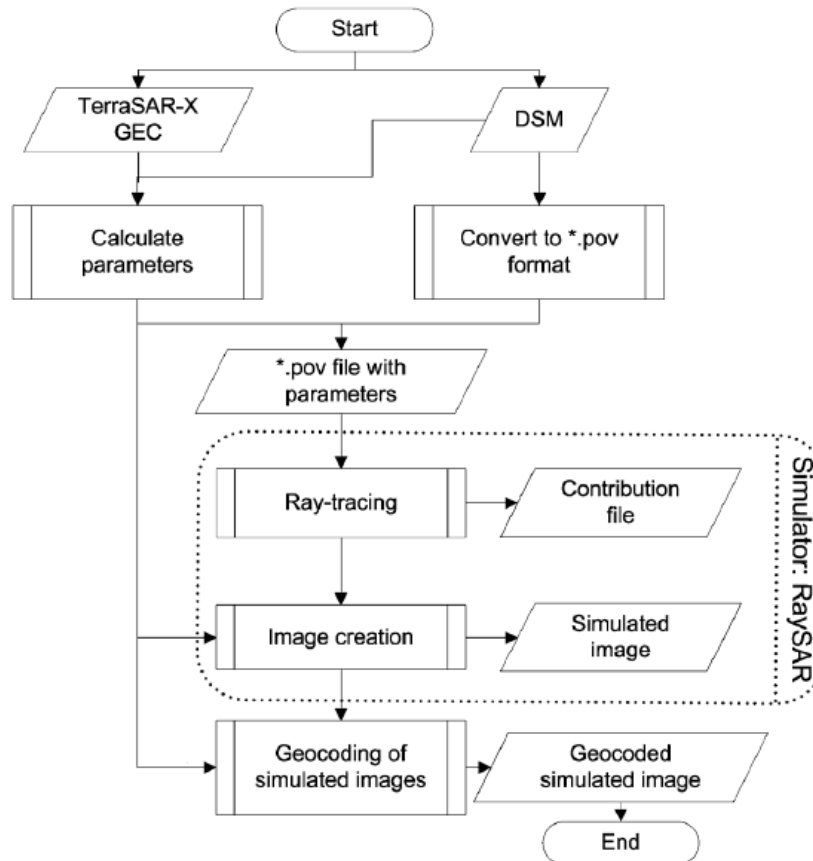 Start
TerraSAR-X
GEC
DSM
Calculate
parameters
Convert to *.pov
format
*.pov file with
parameters
Ray-tracing
Contribution
file
Simulator: RaySAR
Image creation
Simulated
image
Geocoding of
simulated images
Geocoded
simulated image
End